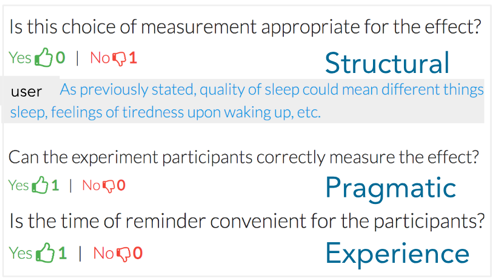 Is this choice of measurement appropriate for the effect?
Yes 0 | No 1
Structural
user As previously stated, quality of sleep could mean different things
sleep, feelings of tiredness upon waking up, etc.
Can the experiment participants correctly measure the effect?
Yes 1 | No 0
Pragmatic
Is the time of reminder convenient for the participants?
Yes 1 | No 0
Experience